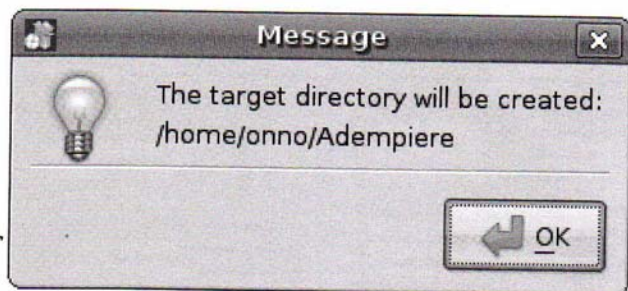 Message
The target directory will be created:
/home/onno/Adempiere
OK